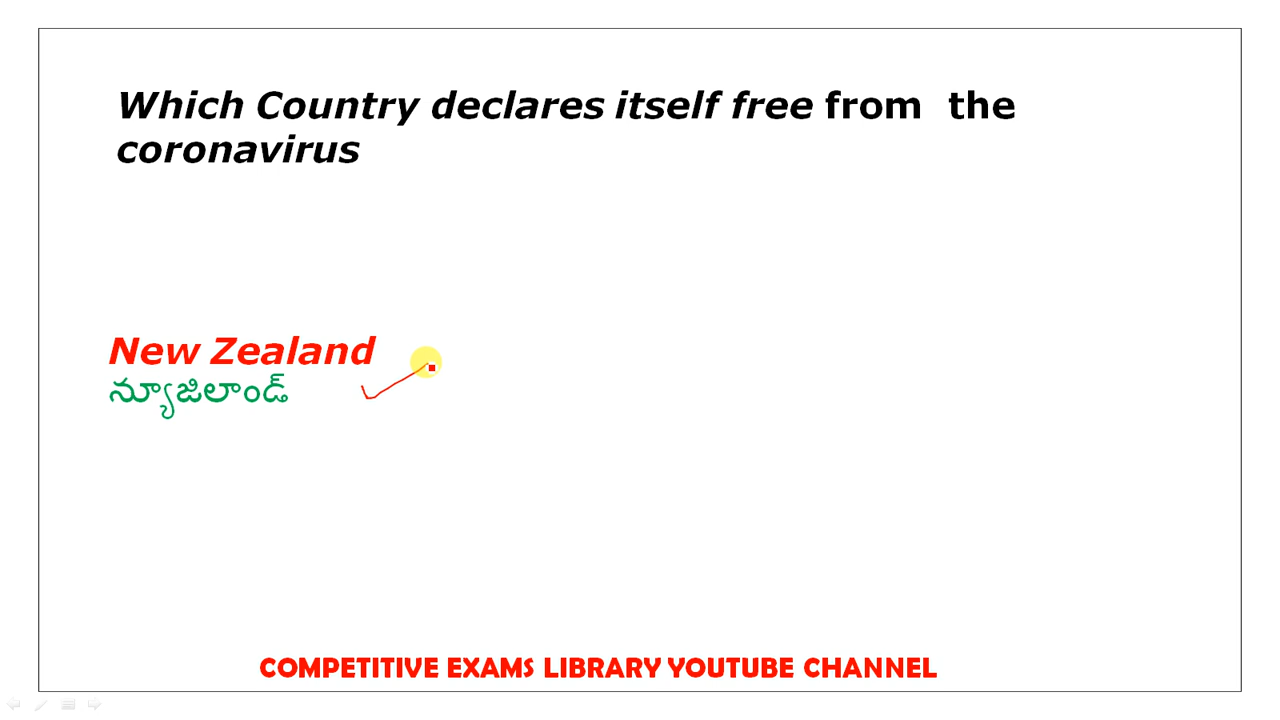 Which Country declares itself free from the
coronavirus
New Zealand
న్యూజిలాండ్
COMPETITIVE EXAMS LIBRARY YOUTUBE CHANNEL